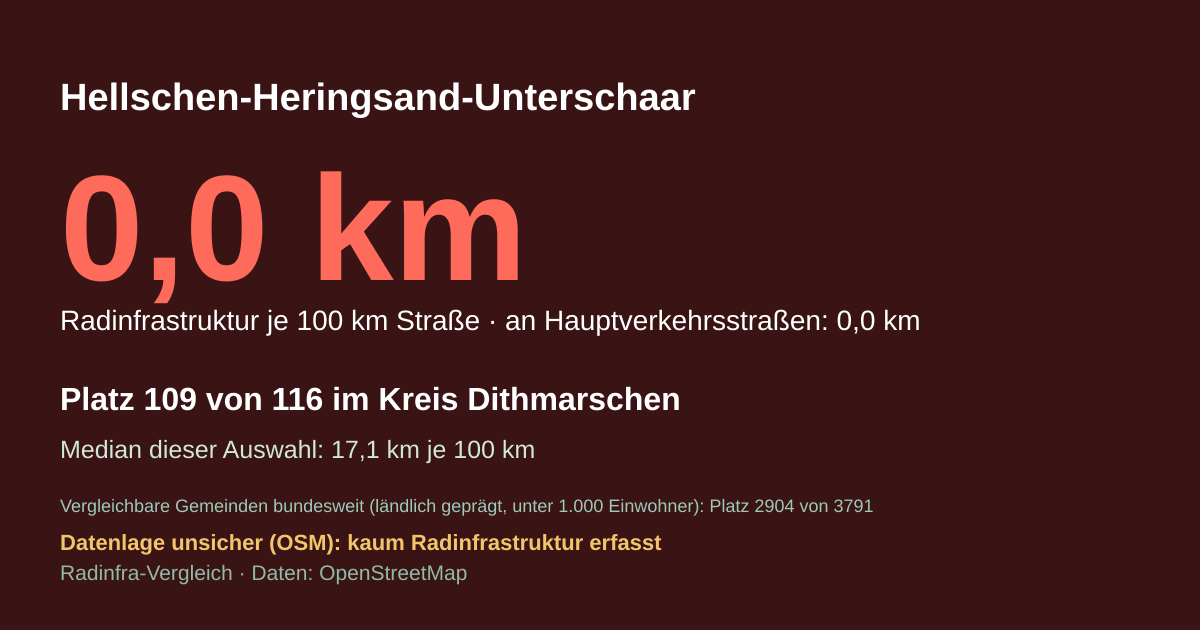 Hellschen-Heringsand-Unterschaar
0,0 km
Radinfrastruktur je 100 km Straße · an Hauptverkehrsstraßen: 0,0 km
Platz 109 von 116 im Kreis Dithmarschen
Median dieser Auswahl: 17,1 km je 100 km
Vergleichbare Gemeinden bundesweit (ländlich geprägt, unter 1.000 Einwohner): Platz 2904 von 3791
Datenlage unsicher (OSM): kaum Radinfrastruktur erfasst
Radinfra-Vergleich · Daten: OpenStreetMap